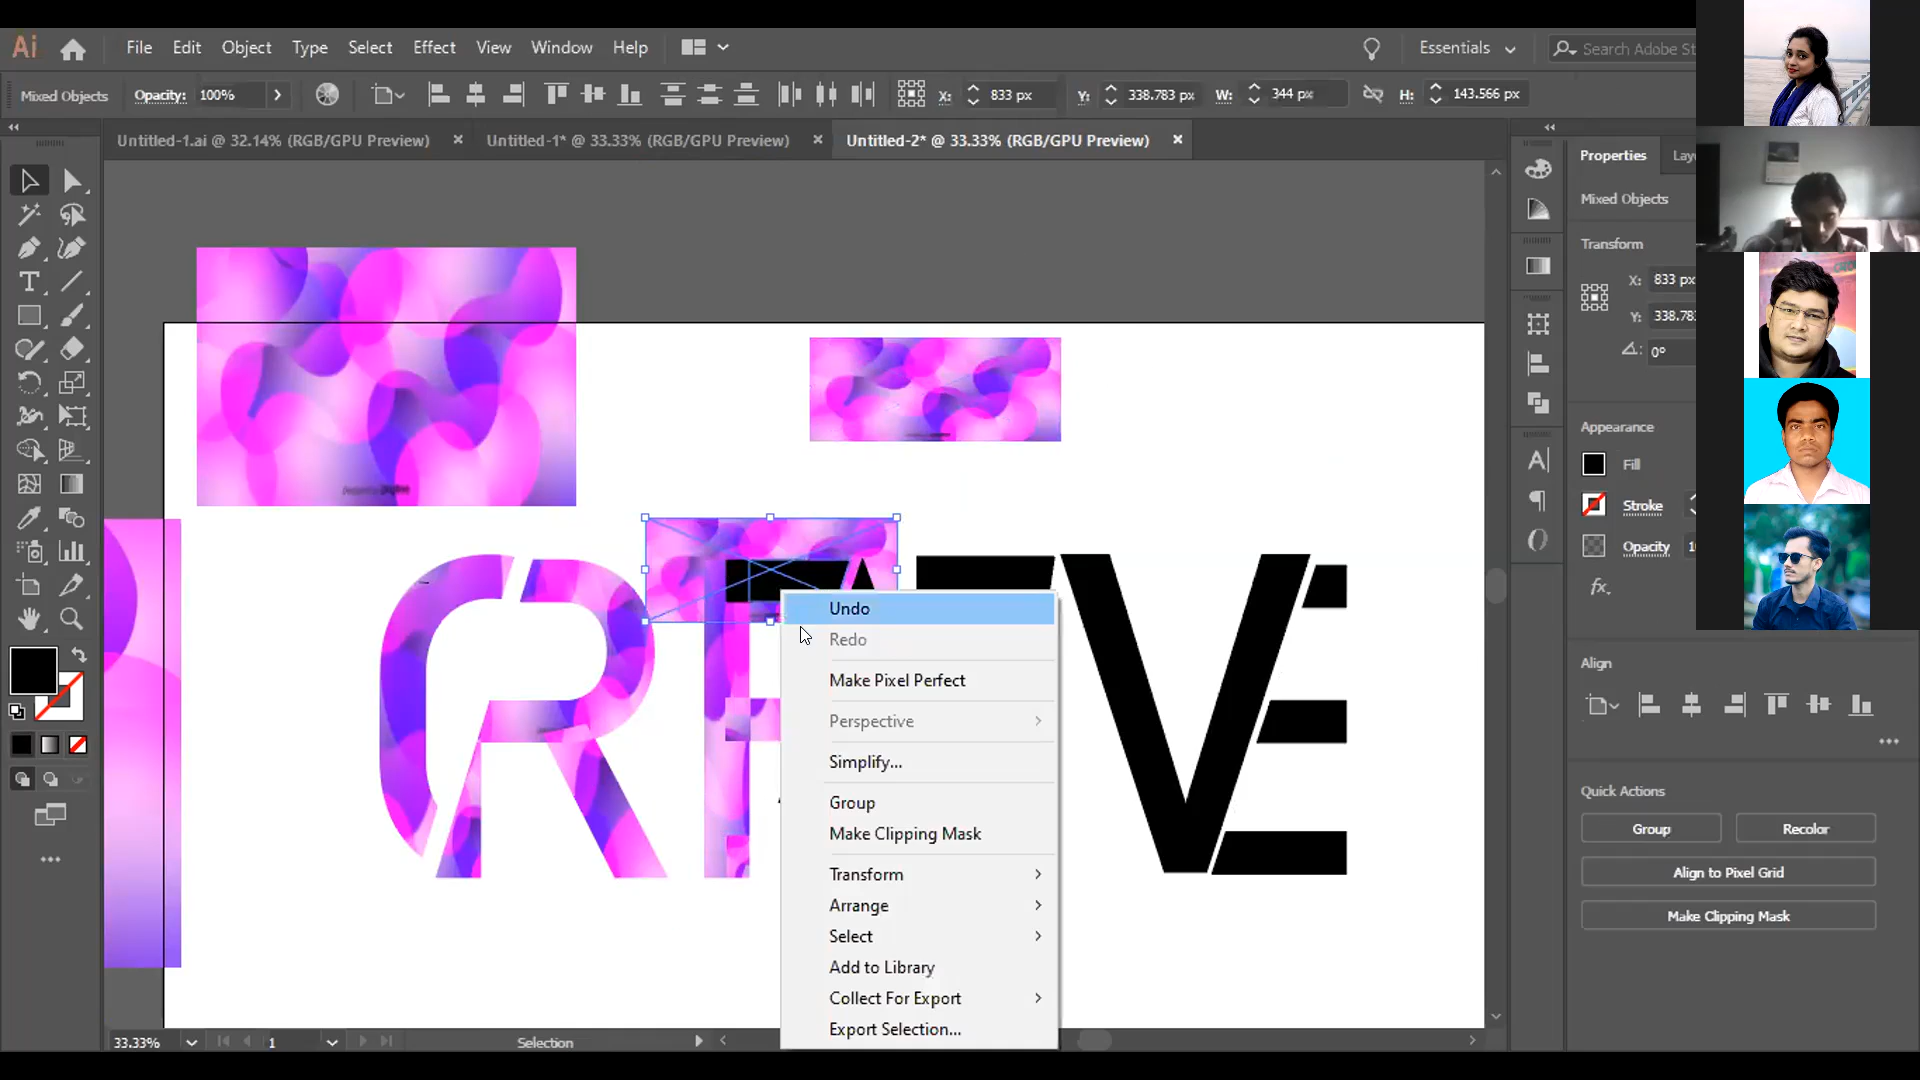 Ai File Edit Object Type Select Effect View Window Help Essentials Search Adobe St
Mixed Objects Opacity: 100% X: 833 px Y: 338.783 px W: 344 px H: 143.566 px
Untitled-1.ai @ 32.14% (RGB/GPU Preview) Untitled-1* @ 33.33% (RGB/GPU Preview) Untitled-2* @ 33.33% (RGB/GPU Preview)
Properties Lay
Mixed Objects
Transform
X: 833 px
Y: 338.783
0°
Appearance
Fill
Stroke
Opacity
Align
Quick Actions
Group Recolor
Align to Pixel Grid
Make Clipping Mask
Undo
Redo
Make Pixel Perfect
Perspective
Simplify...
Group
Make Clipping Mask
Transform
Arrange
Select
Add to Library
Collect For Export
Export Selection...
33.33% 1 Selection